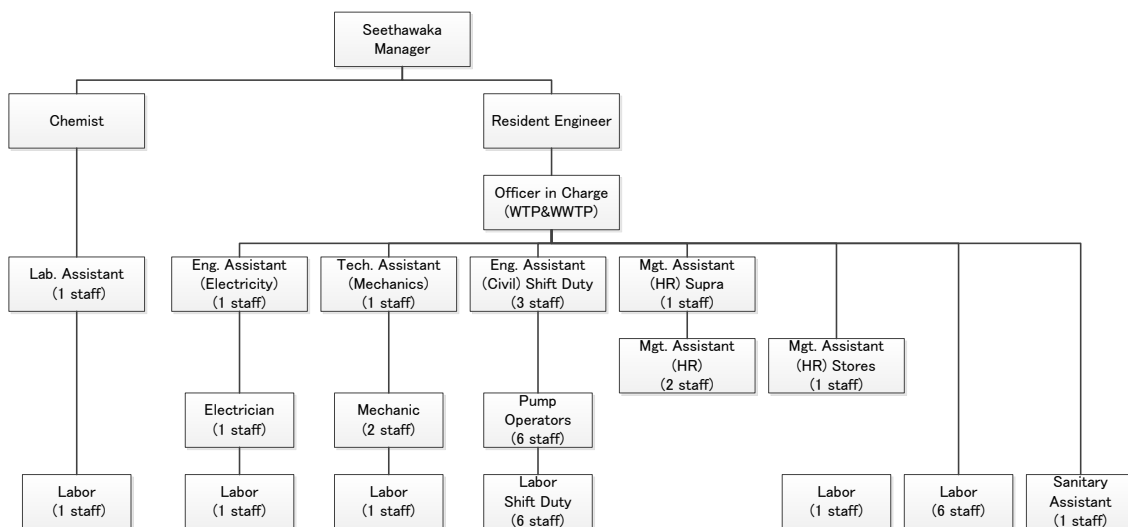 Seethawaka
Manager
Chemist
Resident Engineer
Officer in Charge
(WTP&WWTP)
Lab. Assistant
(1 staff)
Eng. Assistant
(Electricity)
(1 staff)
Tech. Assistant
(Mechanics)
(1 staff)
Eng. Assistant
(Civil) Shift Duty
(3 staff)
Mgt. Assistant
(HR) Supra
(1 staff)
Mgt. Assistant
(HR)
(2 staff)
Mgt. Assistant
(HR) Stores
(1 staff)
Electrician
(1 staff)
Mechanic
(2 staff)
Pump
Operators
(6 staff)
Labor
(1 staff)
Labor
(1 staff)
Labor
(1 staff)
Labor
Shift Duty
(6 staff)
Labor
(1 staff)
Labor
(6 staff)
Sanitary
Assistant
(1 staff)